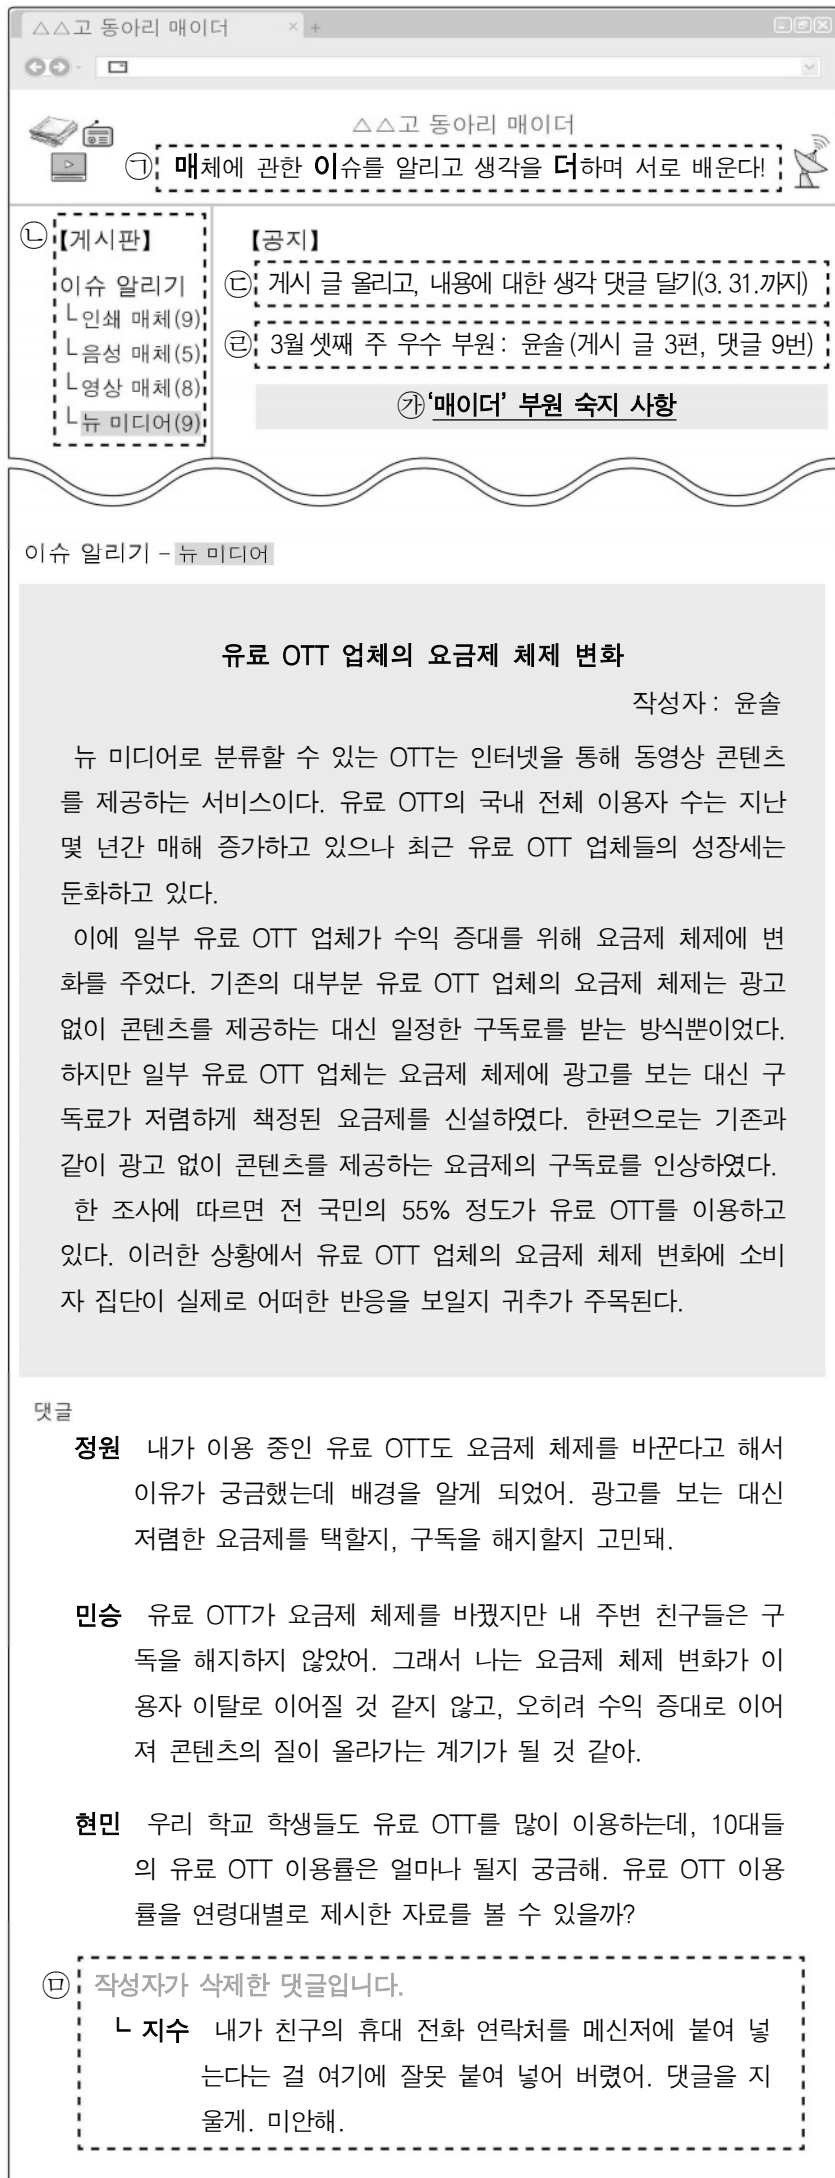 △△고 동아리 매이더 × +
△△고 동아리 매이더
㉠ 매체에 관한 이슈를 알리고 생각을 더하며 서로 배운다!
㉡ 【게시판】
이슈 알리기
└인쇄 매체(9)
└음성 매체(5)
└영상 매체(8)
└뉴 미디어(9)
【공지】
㉢ 게시 글 올리고, 내용에 대한 생각 댓글 달기(3. 31.까지)
㉣ 3월 셋째 주 우수 부원 : 윤솔 (게시 글 3편, 댓글 9번)
㉮ '매이더' 부원 숙지 사항
이슈 알리기 – 뉴 미디어
유료 OTT 업체의 요금제 체제 변화
작성자 : 윤솔
뉴 미디어로 분류할 수 있는 OTT는 인터넷을 통해 동영상 콘텐츠
를 제공하는 서비스이다. 유료 OTT의 국내 전체 이용자 수는 지난
몇 년간 매해 증가하고 있으나 최근 유료 OTT 업체들의 성장세는
둔화하고 있다.
이에 일부 유료 OTT 업체가 수익 증대를 위해 요금제 체제에 변
화를 주었다. 기존의 대부분 유료 OTT 업체의 요금제 체제는 광고
없이 콘텐츠를 제공하는 대신 일정한 구독료를 받는 방식뿐이었다.
하지만 일부 유료 OTT 업체는 요금제 체제에 광고를 보는 대신 구
독료가 저렴하게 책정된 요금제를 신설하였다. 한편으로는 기존과
같이 광고 없이 콘텐츠를 제공하는 요금제의 구독료를 인상하였다.
한 조사에 따르면 전 국민의 55% 정도가 유료 OTT를 이용하고
있다. 이러한 상황에서 유료 OTT 업체의 요금제 체제 변화에 소비
자 집단이 실제로 어떠한 반응을 보일지 귀추가 주목된다.
댓글
정원 내가 이용 중인 유료 OTT도 요금제 체제를 바꾼다고 해서
이유가 궁금했는데 배경을 알게 되었어. 광고를 보는 대신
저렴한 요금제를 택할지, 구독을 해지할지 고민돼.
민승 유료 OTT가 요금제 체제를 바꿨지만 내 주변 친구들은 구
독을 해지하지 않았어. 그래서 나는 요금제 체제 변화가 이
용자 이탈로 이어질 것 같지 않고, 오히려 수익 증대로 이어
져 콘텐츠의 질이 올라가는 계기가 될 것 같아.
현민 우리 학교 학생들도 유료 OTT를 많이 이용하는데, 10대들
의 유료 OTT 이용률은 얼마나 될지 궁금해. 유료 OTT 이용
률을 연령대별로 제시한 자료를 볼 수 있을까?
㉤ 작성자가 삭제한 댓글입니다.
└ 지수 내가 친구의 휴대 전화 연락처를 메신저에 붙여 넣
는다는 걸 여기에 잘못 붙여 넣어 버렸어. 댓글을 지
울게. 미안해.